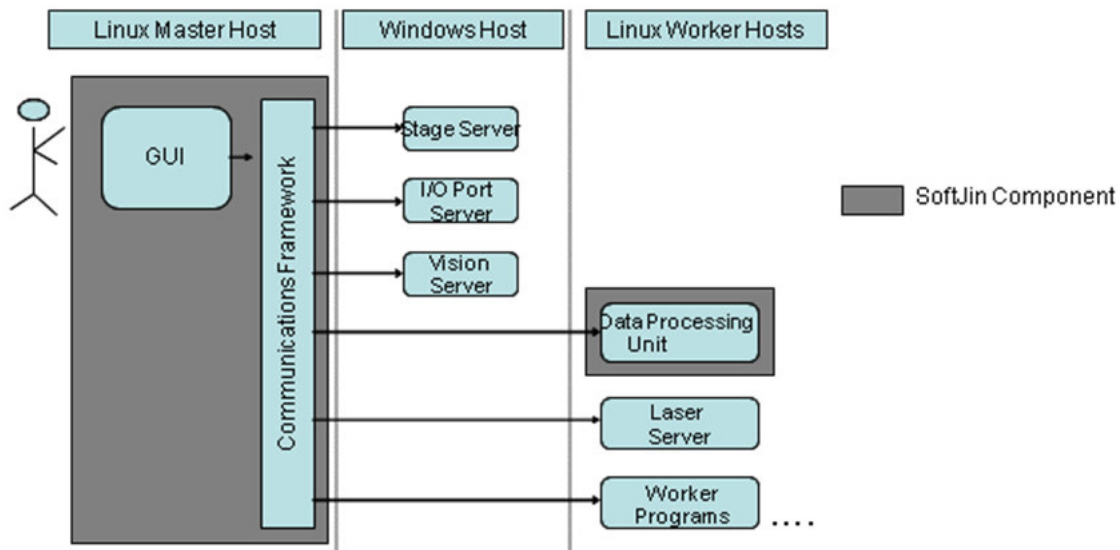 Linux Master Host
Windows Host
Linux Worker Hosts
GUI
Communications Framework
Stage Server
I/O Port
Server
Vision
Server
Data Processing
Unit
Laser
Server
Worker
Programs
....
SoftJin Component